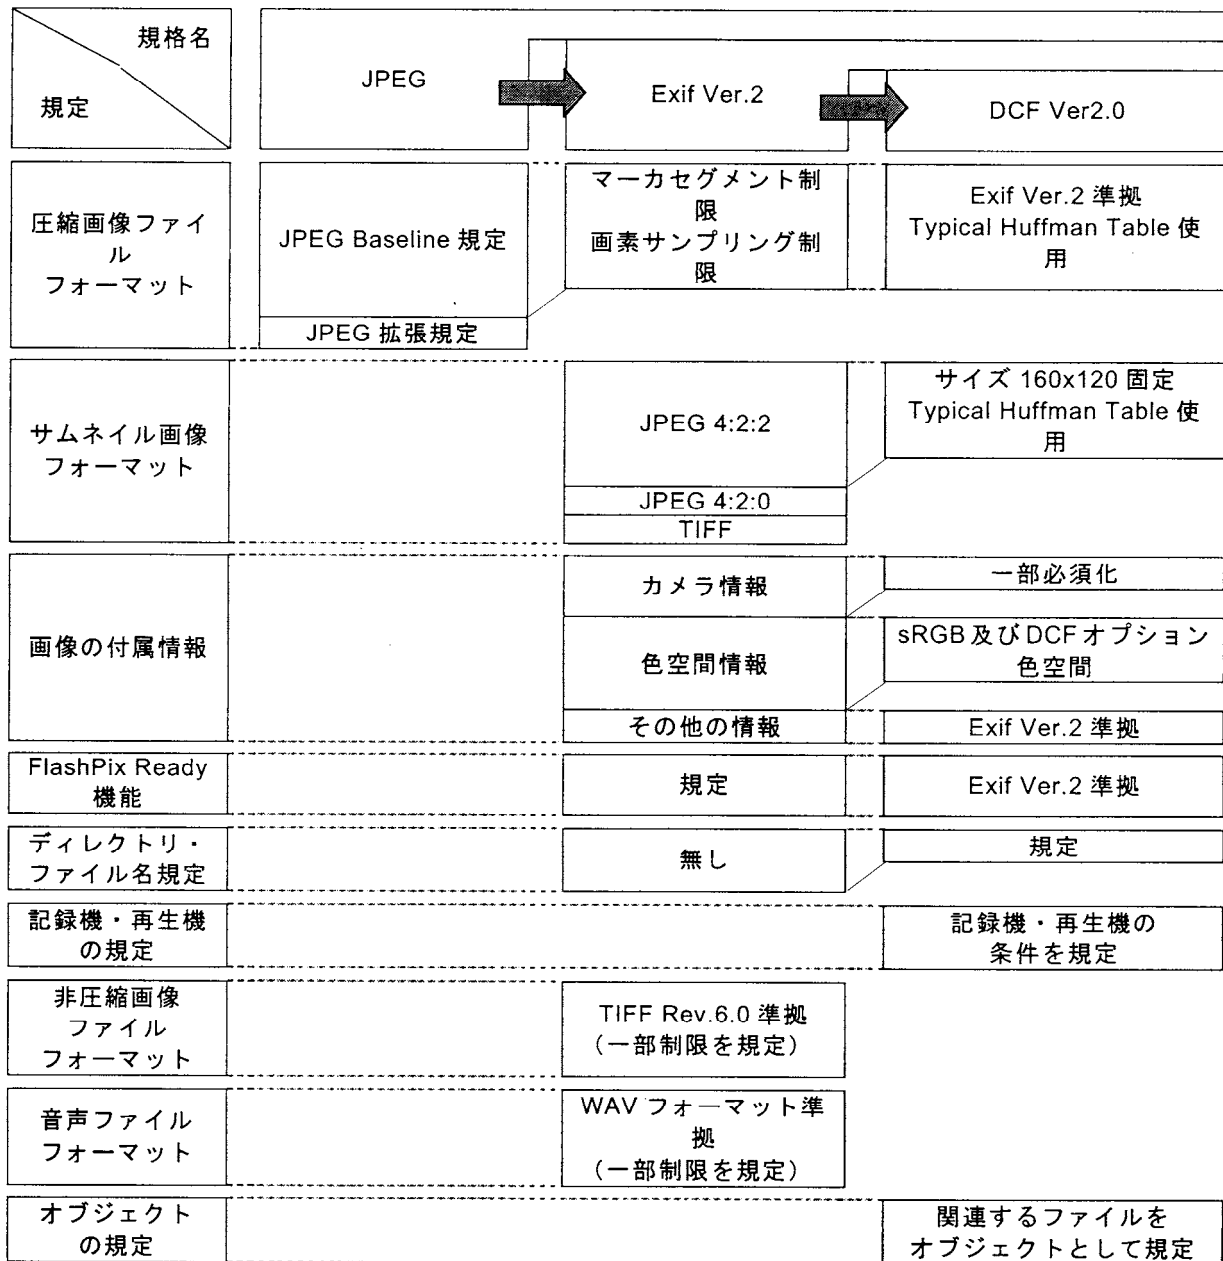 規格名
規定
JPEG
Exif Ver.2
DCF Ver2.0
圧縮画像ファイ
ル
フォーマット
JPEG Baseline 規定
JPEG 拡張規定
マーカセグメント制
限
画素サンプリング制
限
Exif Ver.2 準拠
Typical Huffman Table 使
用
サムネイル画像
フォーマット
JPEG 4:2:2
JPEG 4:2:0
TIFF
サイズ 160x120 固定
Typical Huffman Table 使
用
画像の付属情報
カメラ情報
一部必須化
色空間情報
sRGB 及び DCF オプション
色空間
その他の情報
Exif Ver.2 準拠
FlashPix Ready
機能
規定
Exif Ver.2 準拠
ディレクトリ・
ファイル名規定
無し
規定
記録機・再生機
の規定
記録機・再生機の
条件を規定
非圧縮画像
ファイル
フォーマット
TIFF Rev.6.0 準拠
（一部制限を規定）
音声ファイル
フォーマット
WAV フォーマット準
拠
（一部制限を規定）
オブジェクト
の規定
関連するファイルを
オブジェクトとして規定